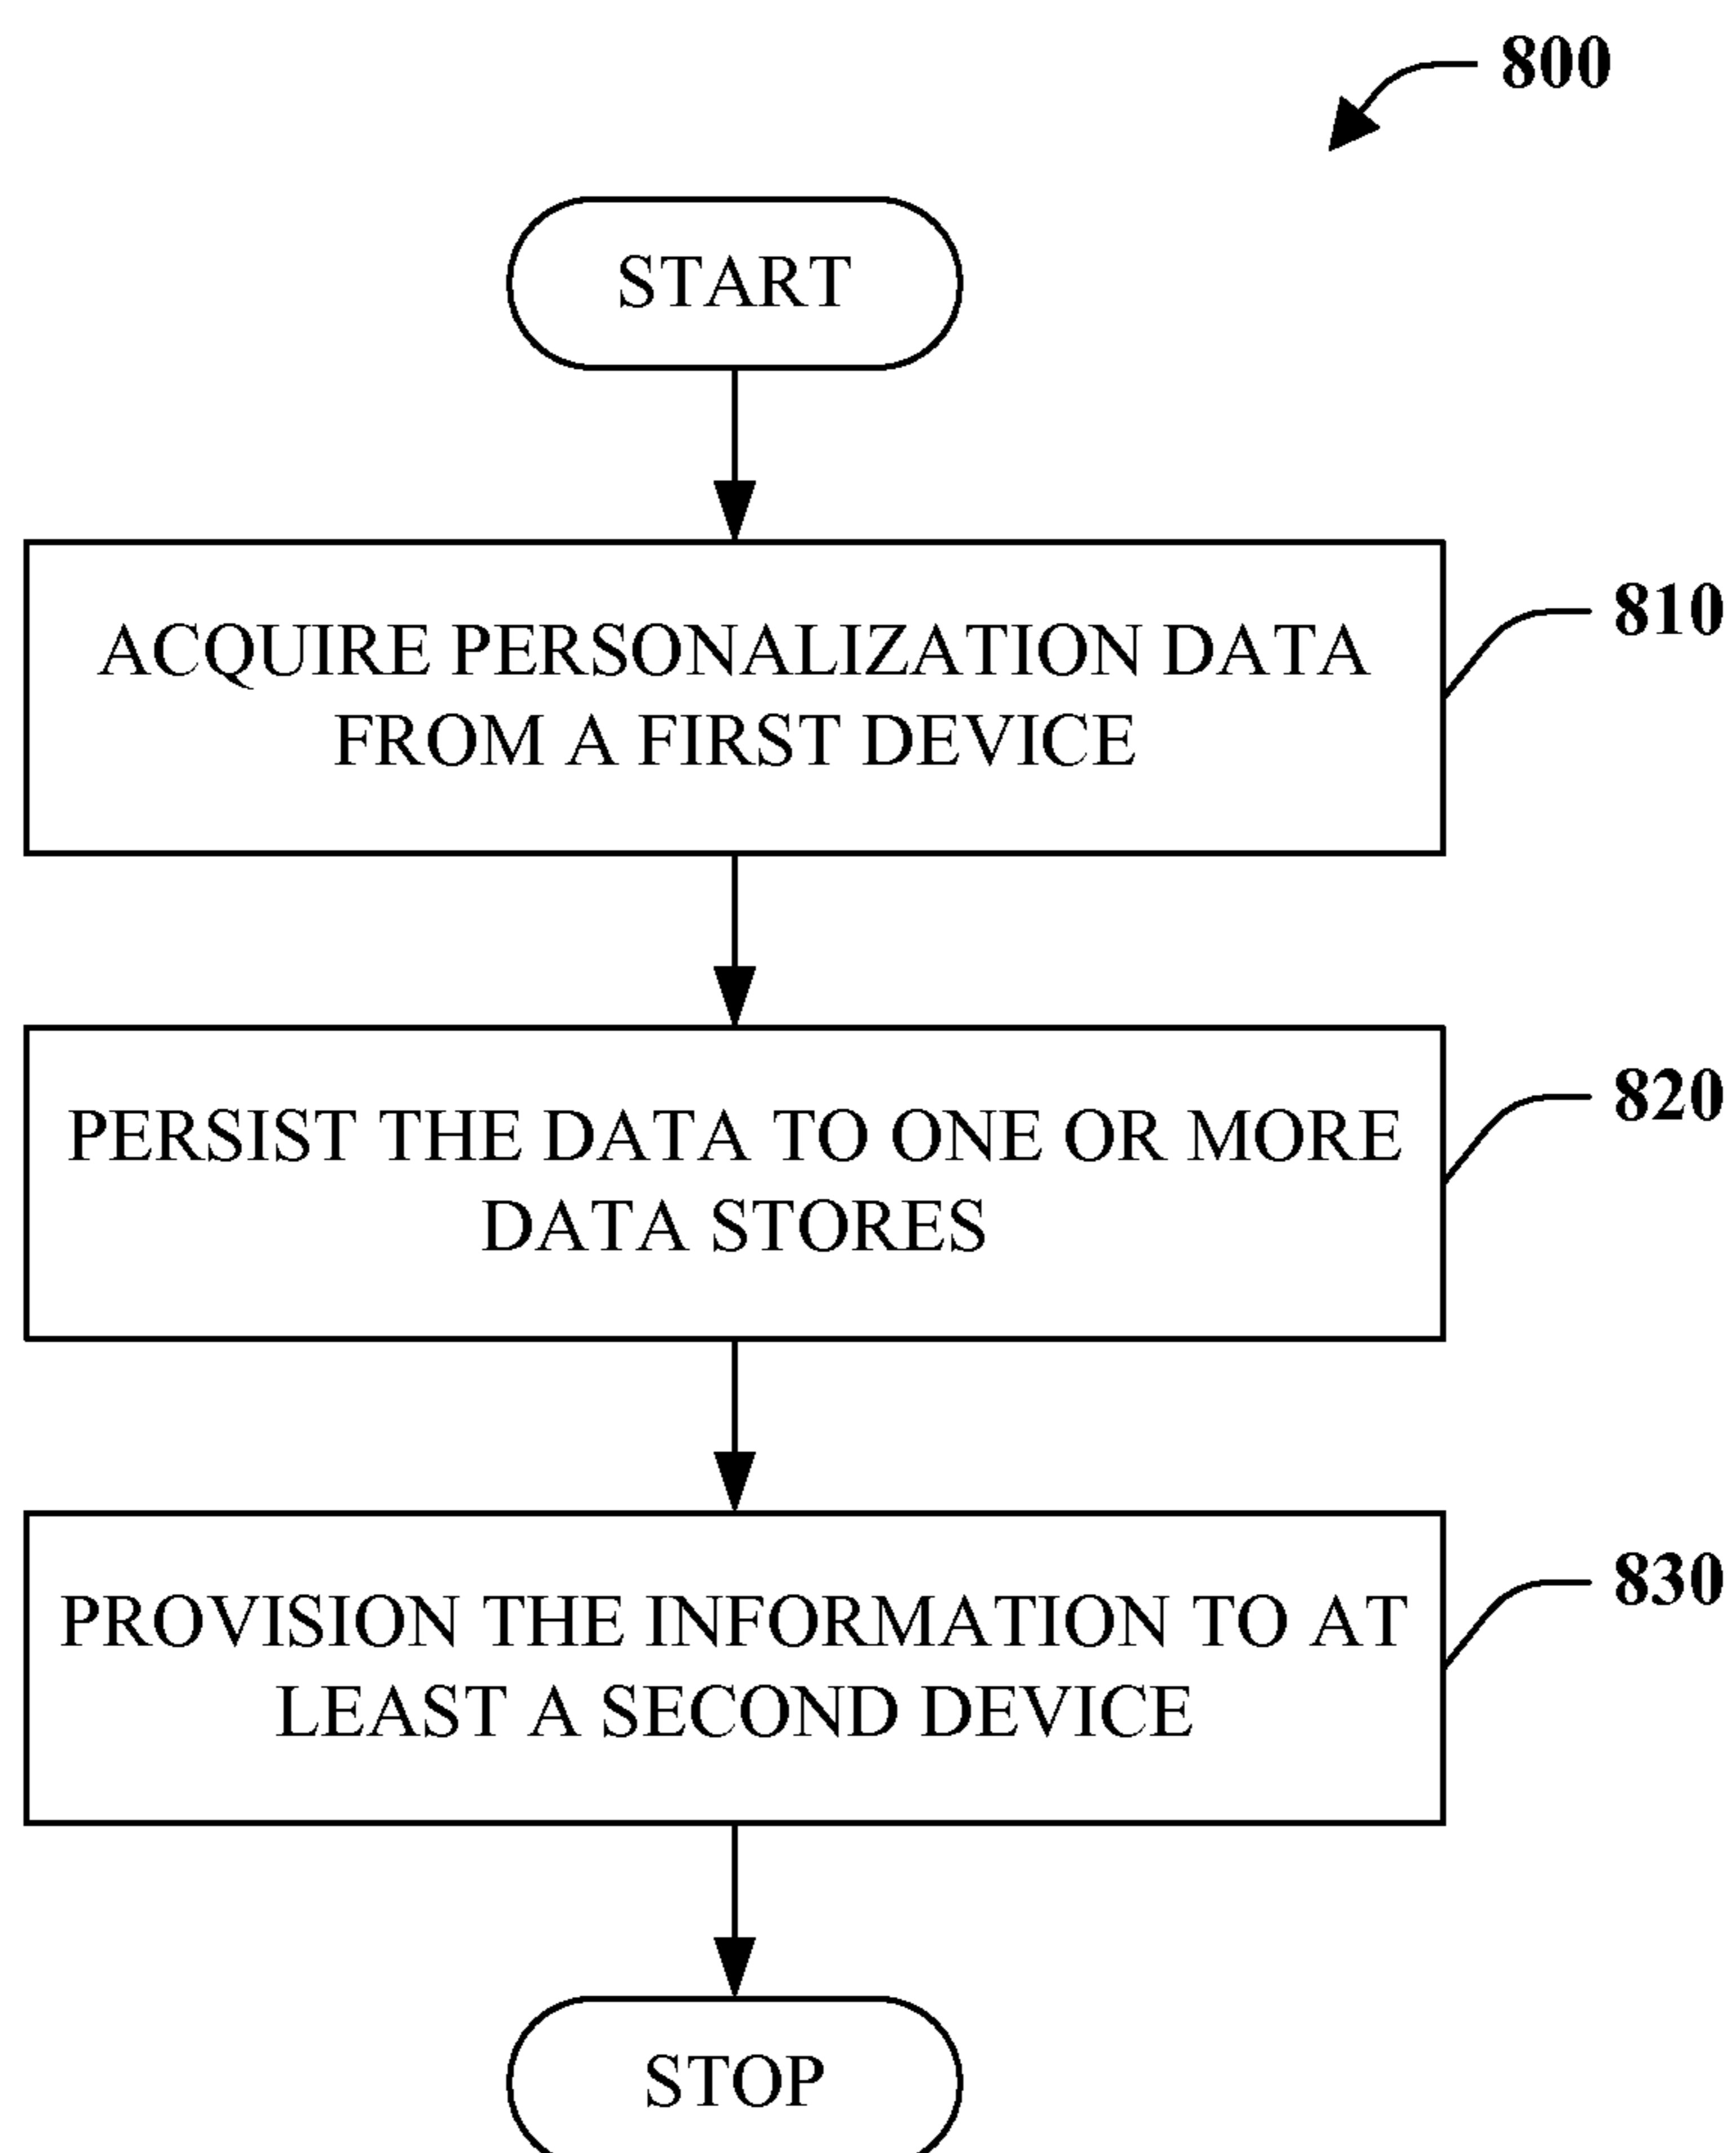 800
START
ACQUIRE PERSONALIZATION DATA
FROM A FIRST DEVICE
810
PERSIST THE DATA TO ONE OR MORE
DATA STORES
820
PROVISION THE INFORMATION TO AT
LEAST A SECOND DEVICE
830
STOP